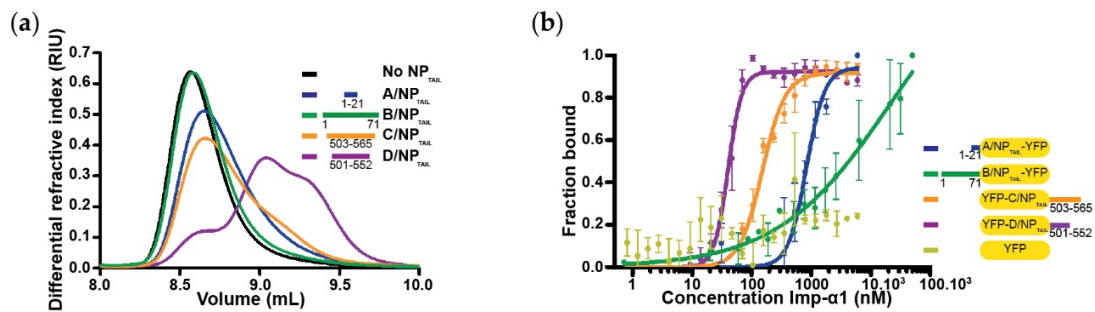 (a)
Differential refractive index (RIU)
0.7
0.6
0.5
0.4
0.3
0.2
0.1
0.0
8.0
8.5
9.0
9.5
10.0
Volume (mL)
No NPTAIL
A/NPTAIL
1-21
B/NPTAIL
1 71
C/NPTAIL
503-565
D/NPTAIL
501-552
(b)
Fraction bound
1.0
0.8
0.6
0.4
0.2
0.0
1
10
100
1000
10.10³
100.10³
Concentration Imp-α1 (nM)
A/NPTAIL-YFP
1-21
B/NPTAIL-YFP
1 71
YFP-C/NPTAIL
503-565
YFP-D/NPTAIL
501-552
YFP